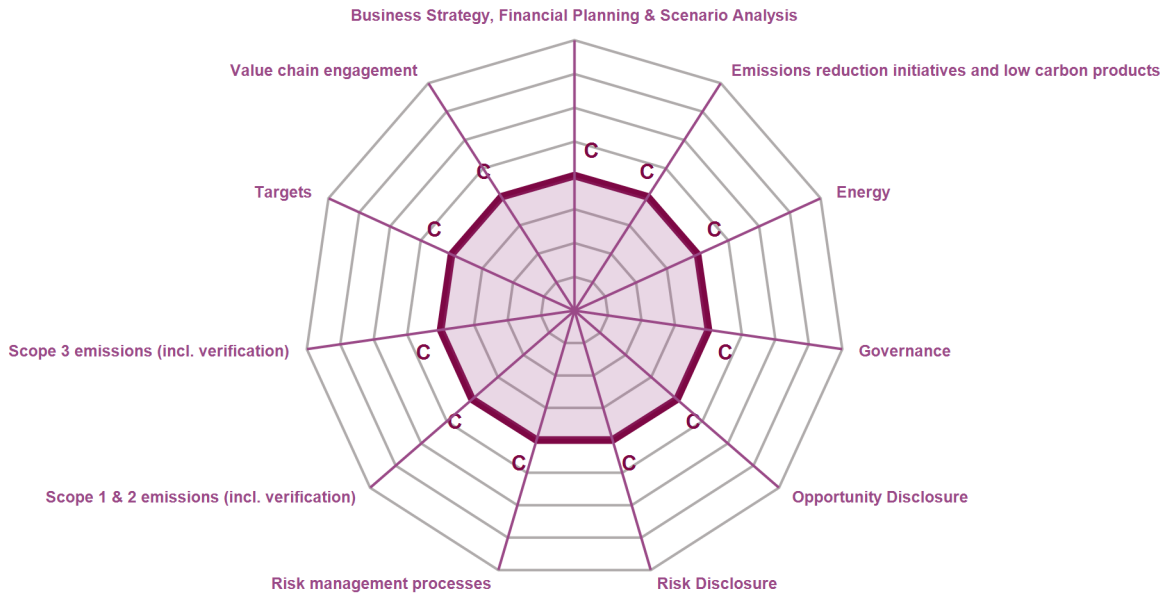 Business Strategy, Financial Planning & Scenario Analysis
Value chain engagement
Emissions reduction initiatives and low carbon products
C
C
C
Targets
Energy
C
C
Scope 3 emissions (incl. verification)
C
C
Governance
C
C
Scope 1 & 2 emissions (incl. verification)
Opportunity Disclosure
C
C
Risk management processes
Risk Disclosure